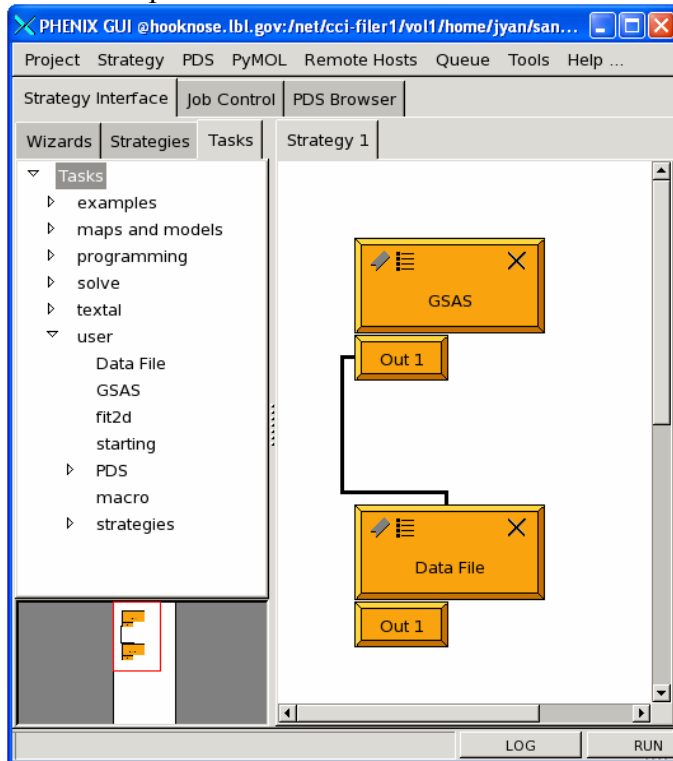 PHENIX GUI @hooknose.lbl.gov:/net/cci-filer1/vol1/home/jyan/san...
Project Strategy PDS PyMOL Remote Hosts Queue Tools Help ...
Strategy Interface Job Control PDS Browser
Wizards Strategies Tasks Strategy 1
Tasks
examples
maps and models
programming
solve
textal
user
Data File
GSAS
fit2d
starting
PDS
macro
strategies
GSAS
Out 1
Data File
Out 1
LOG RUN